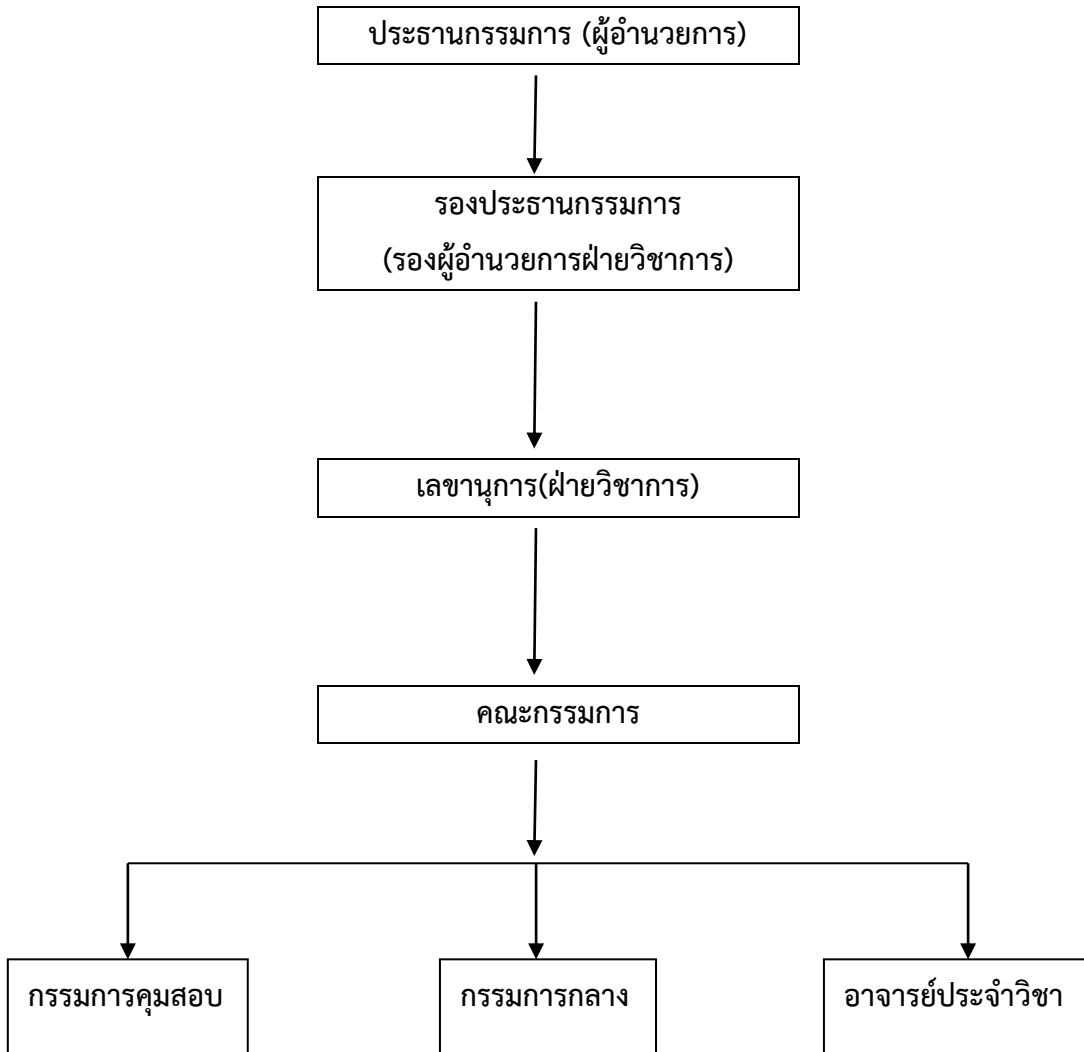 ประธานกรรมการ (ผู้อำนวยการ)
รองประธานกรรมการ
(รองผู้อำนวยการฝ่ายวิชาการ)
เลขานุการ(ฝ่ายวิชาการ)
คณะกรรมการ
กรรมการคุมสอบ
กรรมการกลาง
อาจารย์ประจำวิชา